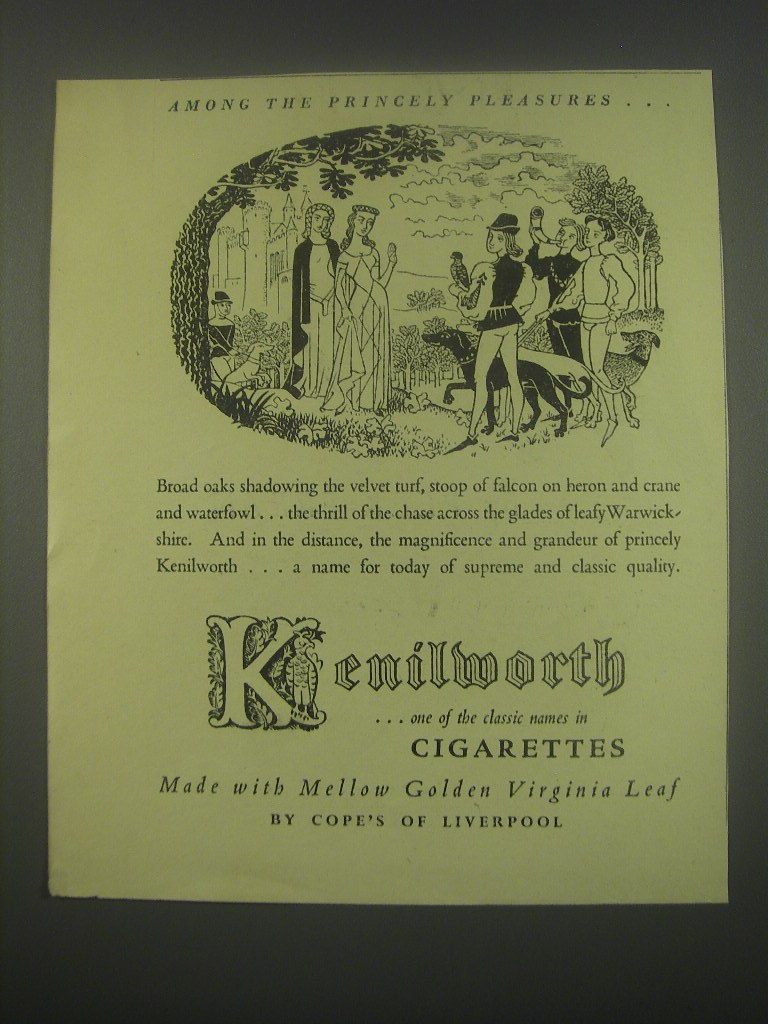 AMONG THE PRINCELY PLEASURES . . .
Broad oaks shadowing the velvet turf, stoop of falcon on heron and crane
and waterfowl . . . the thrill of the chase across the glades of leafy Warwick-
shire. And in the distance, the magnificence and grandeur of princely
Kenilworth . . . a name for today of supreme and classic quality.
Kenilworth
. . . one of the classic names in
CIGARETTES
Made with Mellow Golden Virginia Leaf
BY COPE'S OF LIVERPOOL